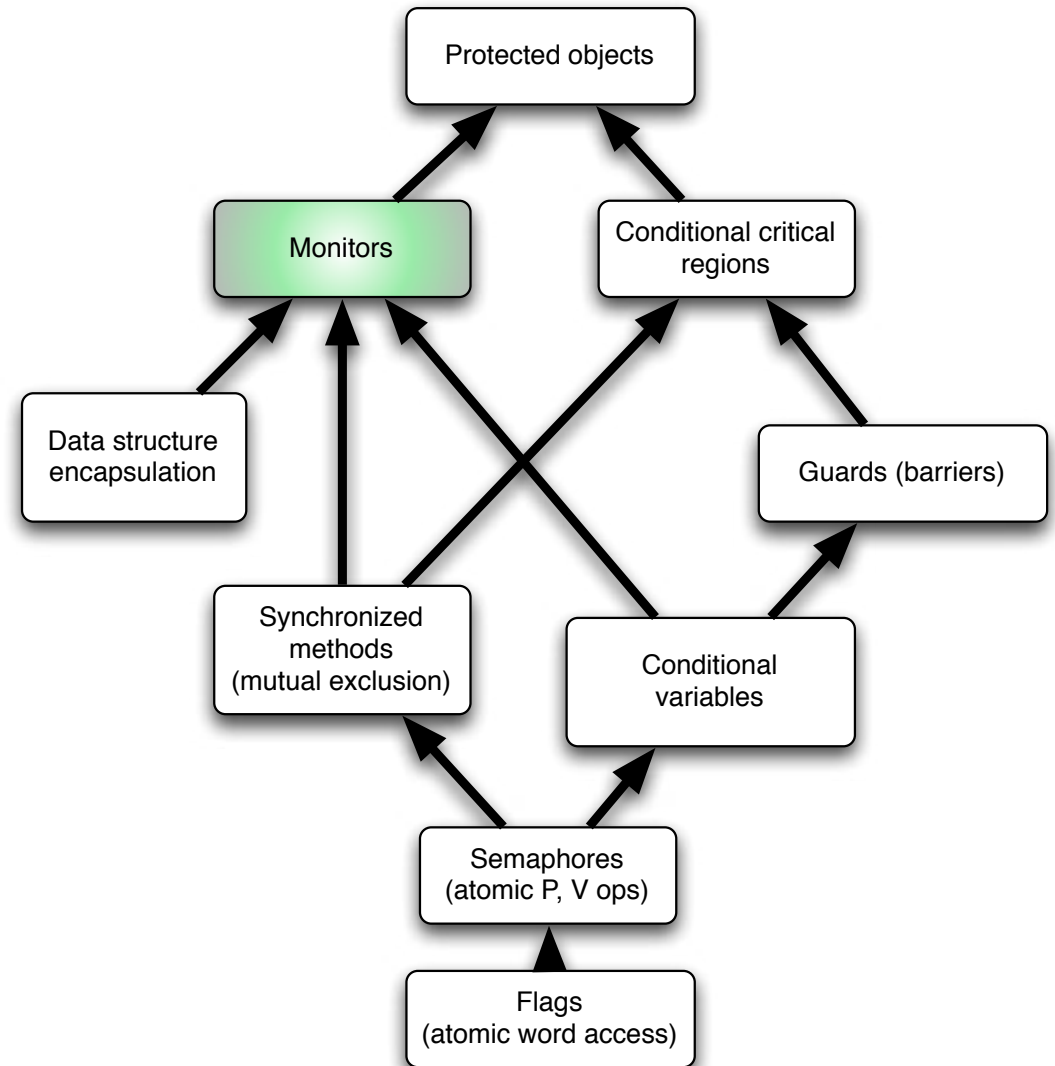 Protected objects
Monitors
Conditional critical
regions
Data structure
encapsulation
Guards (barriers)
Synchronized
methods
(mutual exclusion)
Conditional
variables
Semaphores
(atomic P, V ops)
Flags
(atomic word access)